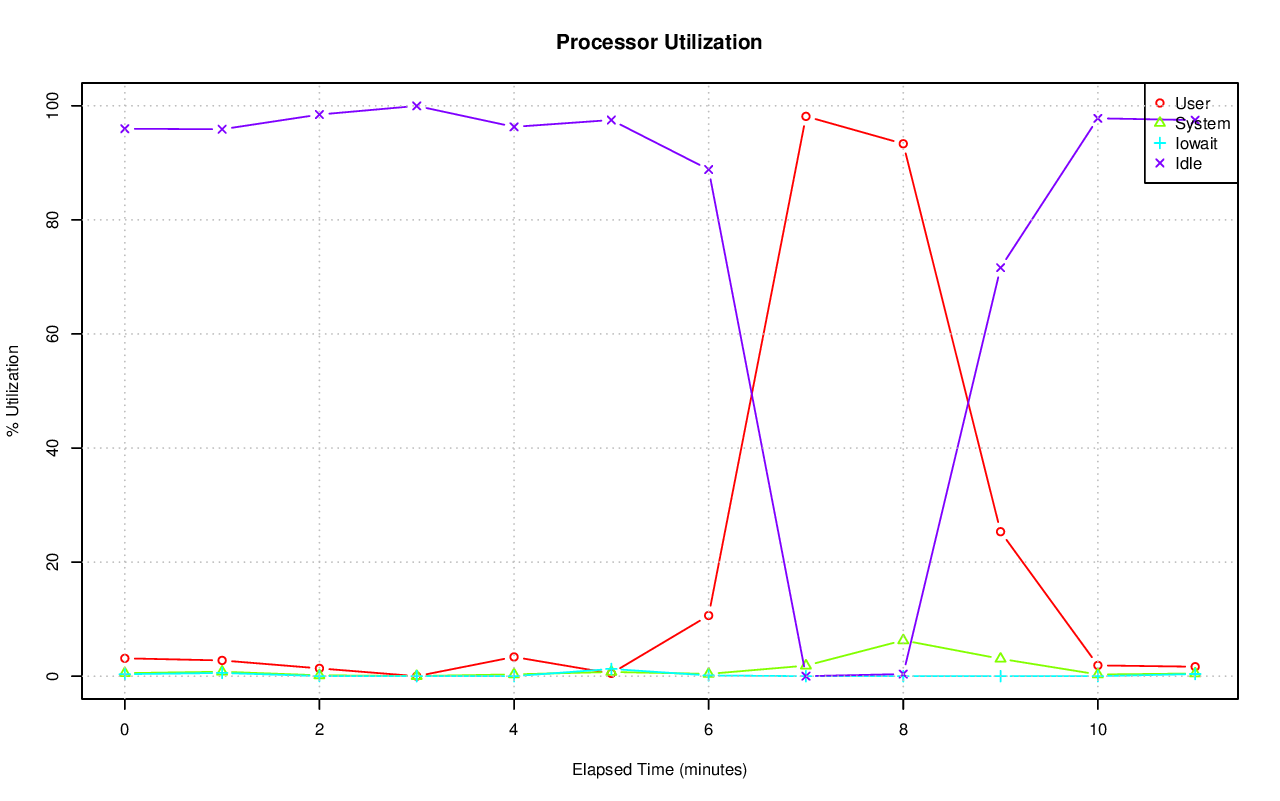 Processor Utilization
100
80
60
40
20
0
% Utilization
User
System
Iowait
Idle
0 2 4 6 8 10
Elapsed Time (minutes)